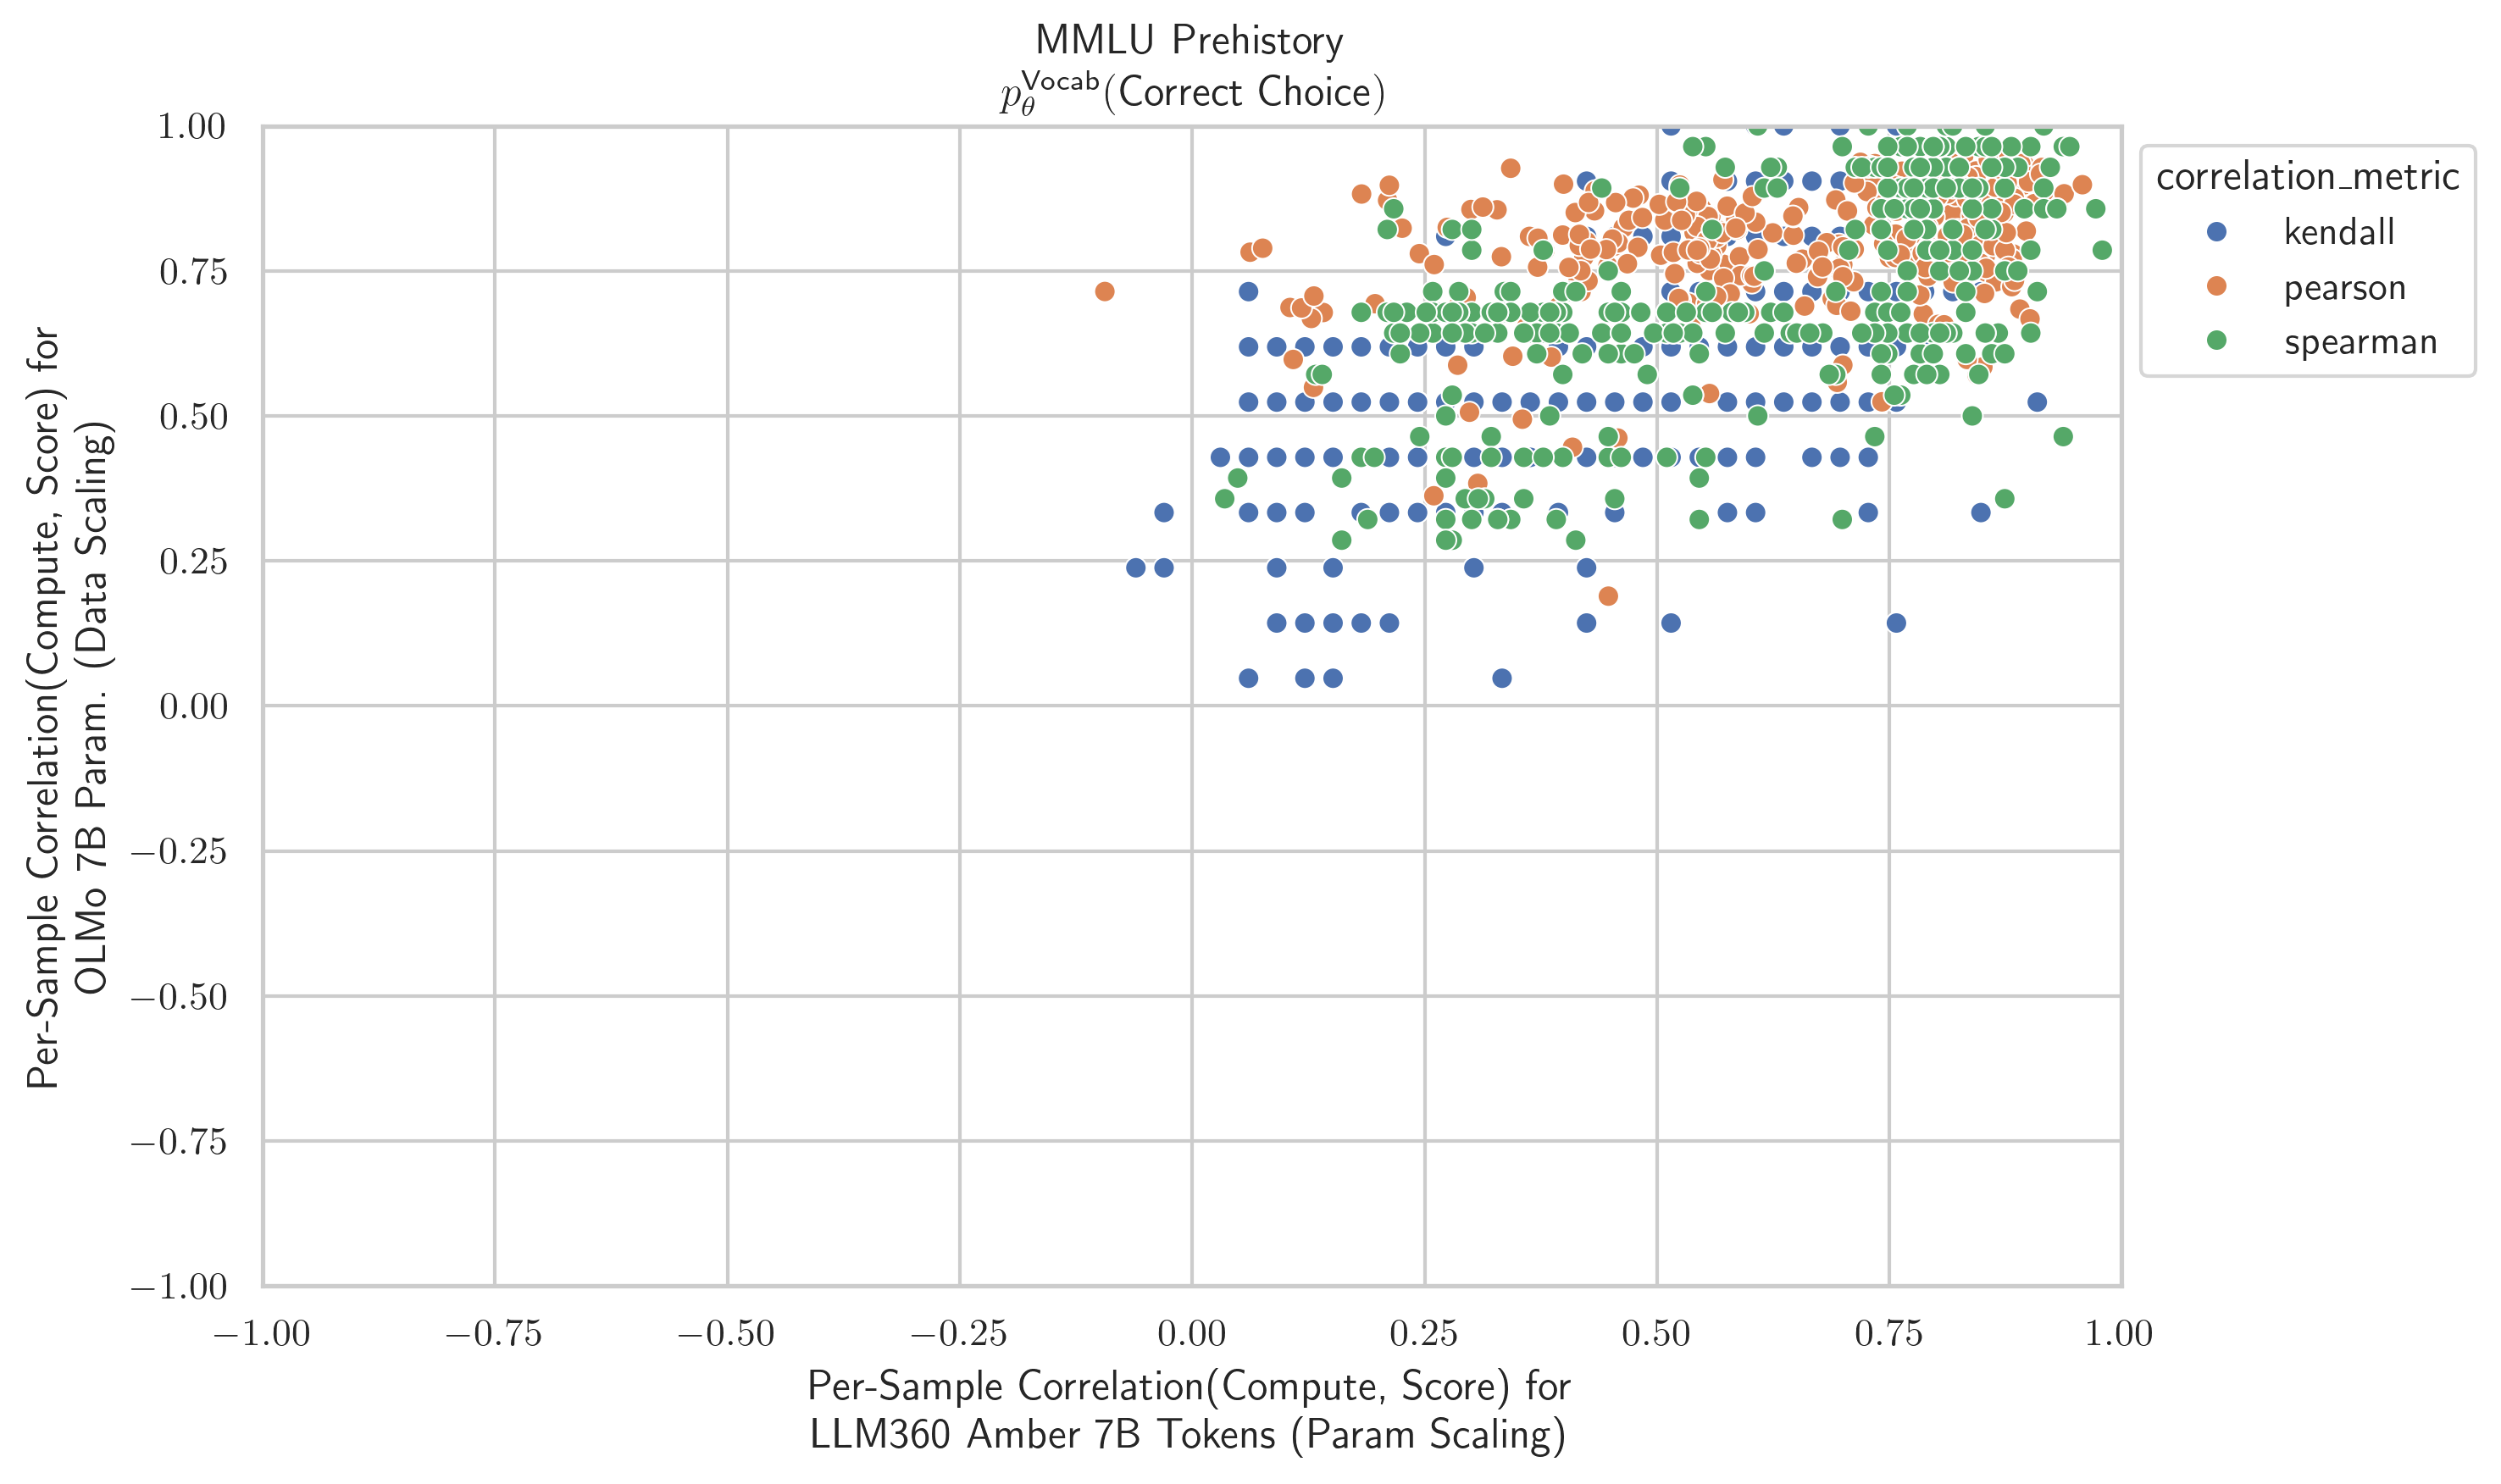 MMLU Prehistory
p_θ^Vocab(Correct Choice)
1.00
0.75
0.50
0.25
0.00
−0.25
−0.50
−0.75
−1.00
Per-Sample Correlation(Compute, Score) for
OLMo 7B Param. (Data Scaling)
correlation_metric
kendall
pearson
spearman
−1.00 −0.75 −0.50 −0.25 0.00 0.25 0.50 0.75 1.00
Per-Sample Correlation(Compute, Score) for
LLM360 Amber 7B Tokens (Param Scaling)